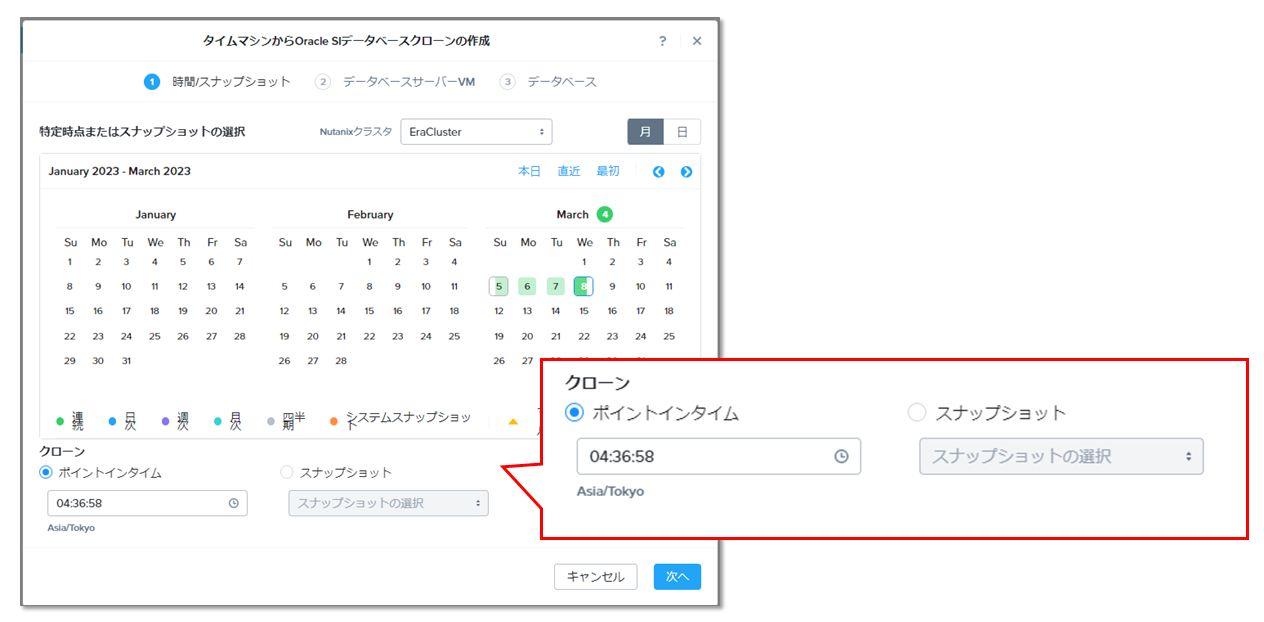 タイムマシンからOracle SIデータベースクローンの作成 ? ×
1 時間/スナップショット 2 データベースサーバーVM 3 データベース
特定時点またはスナップショットの選択 Nutanixクラスタ EraCluster 月 日
January 2023 - March 2023 本日 直近 最初
January February March 4
Su Mo Tu We Th Fr Sa Su Mo Tu We Th Fr Sa Su Mo Tu We Th Fr Sa
1 2 3 4 5 6 7 1 2 3 4 1 2 3 4
8 9 10 11 12 13 14 5 6 7 8 9 10 11 5 6 7 8 9 10 11
15 16 17 18 19 20 21 12 13 14 15 16 17 18 12 13 14 15 16 17 18
22 23 24 25 26 27 28 19 20 21 22 23 24 25 19 20 21 22 23 24 25
29 30 31 26 27 28 26 27
連続 日次 週次 月次 四半期 システムスナップショット
クローン
ポイントインタイム スナップショット
04:36:58 スナップショットの選択
Asia/Tokyo
キャンセル 次へ
クローン
ポイントインタイム スナップショット
04:36:58 スナップショットの選択
Asia/Tokyo